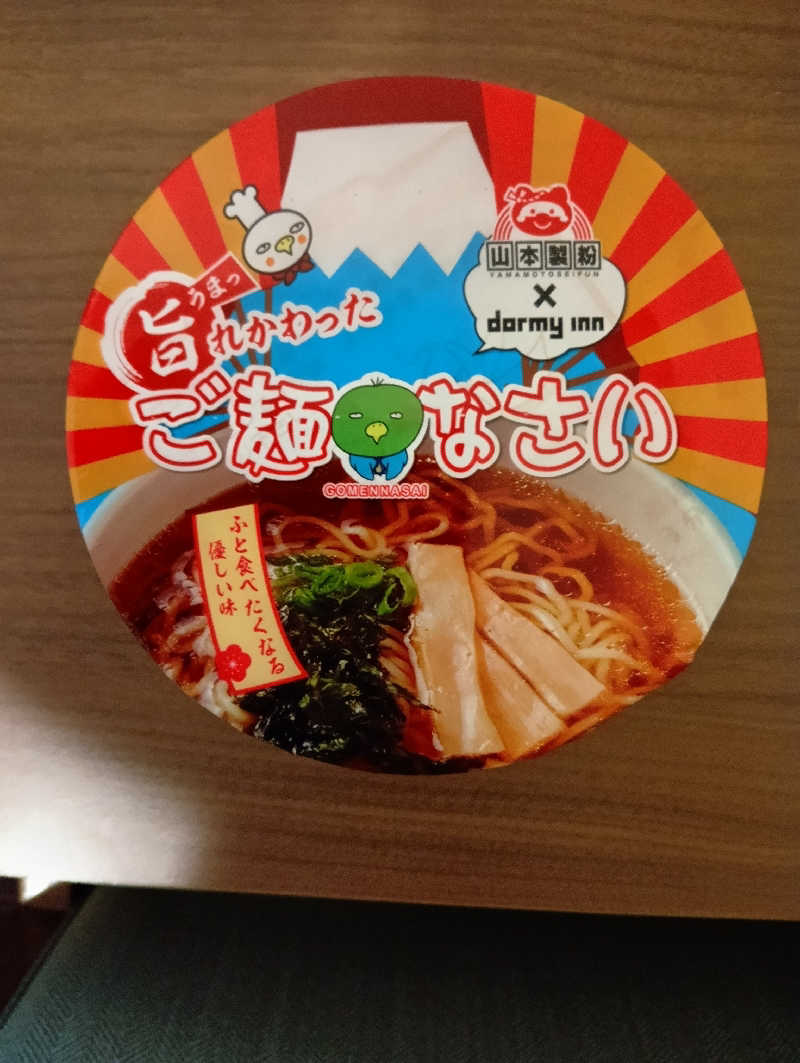 山本製粉
YAMAMOTOSEIFUN
×
dormy inn
うまっ
旨れかわった
ご麺なさい
GOMENNASAI
ふと食べたくなる
優しい味